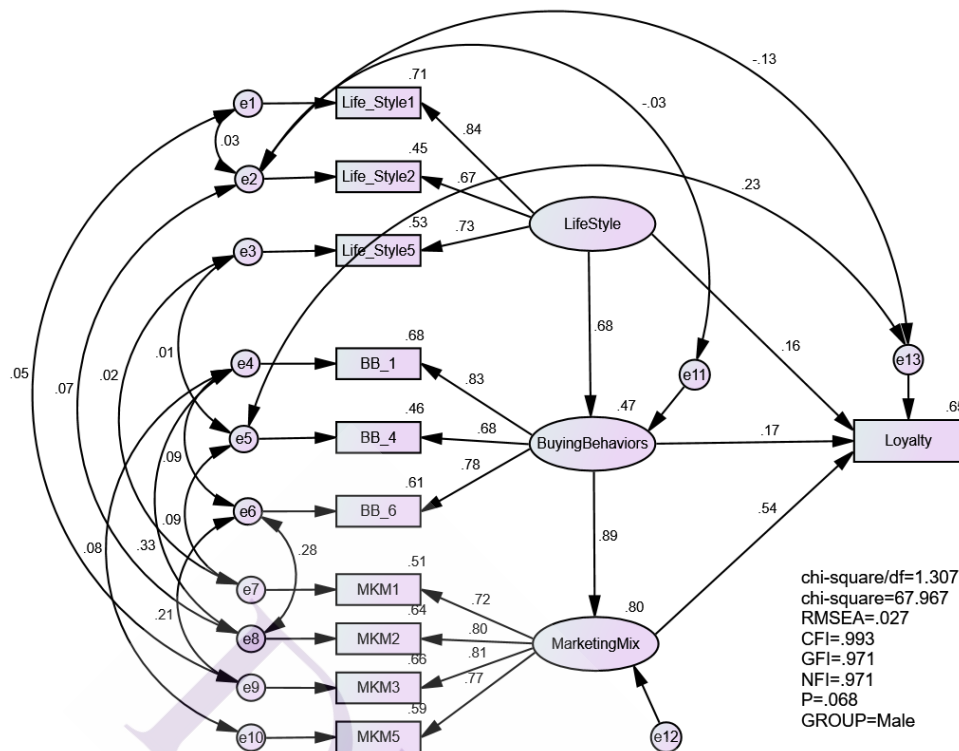 -.13
.71
-.03
e1
Life_Style1
.84
.03
.45
e2
Life_Style2
.67
.23
.53
LifeStyle
e3
Life_Style5
.73
.68
.16
.68
.01
e4
BB_1
e13
.05
.07
.02
.83
e11
.46
.47
.65
e5
BB_4
.68
BuyingBehaviors
.17
Loyalty
.09
.78
.61
e6
BB_6
.54
.09
.08
.33
.28
.89
.51
e7
MKM1
.72
.80
.21
.64
e8
MKM2
.80
MarketingMix
.66
.81
e9
MKM3
.77
.59
e10
MKM5
e12
chi-square/df=1.307
chi-square=67.967
RMSEA=.027
CFI=.993
GFI=.971
NFI=.971
P=.068
GROUP=Male